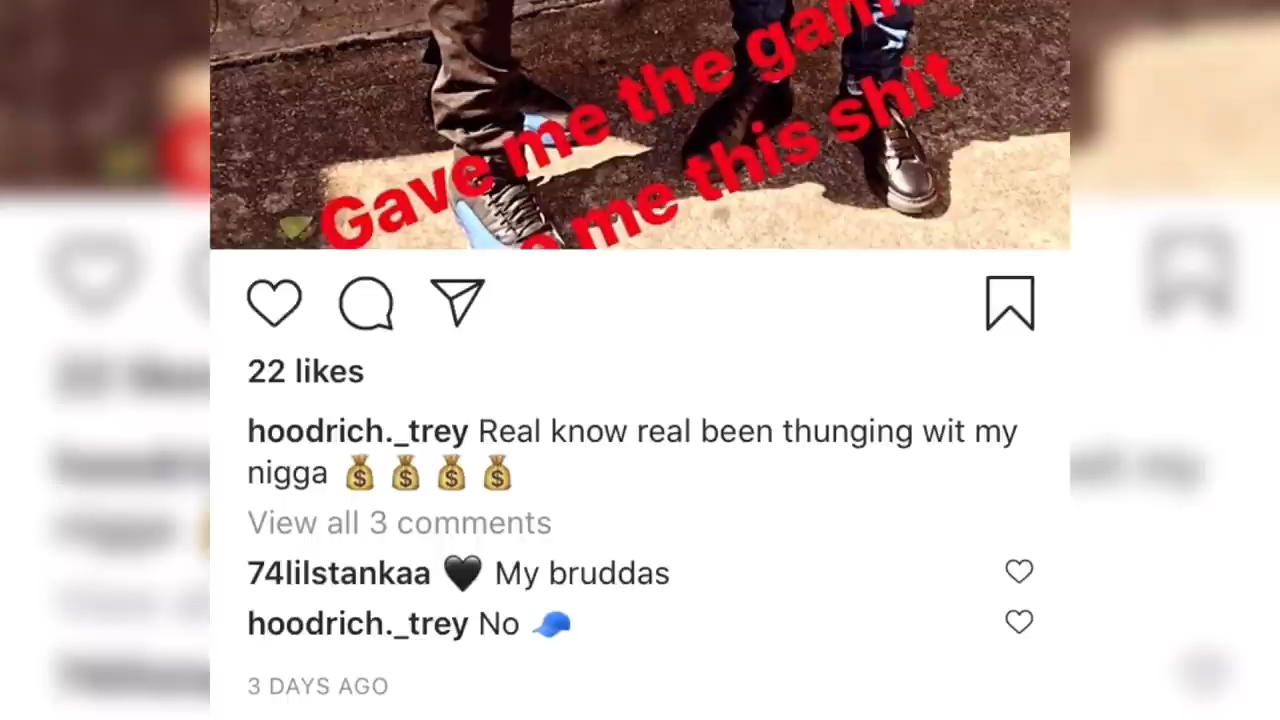 Gave me the game
me this shit
22 likes
hoodrich._trey Real know real been thunging wit my
nigga 💰 💰 💰 💰
View all 3 comments
74lilstankaa 🖤 My bruddas
hoodrich._trey No 🧢
3 DAYS AGO